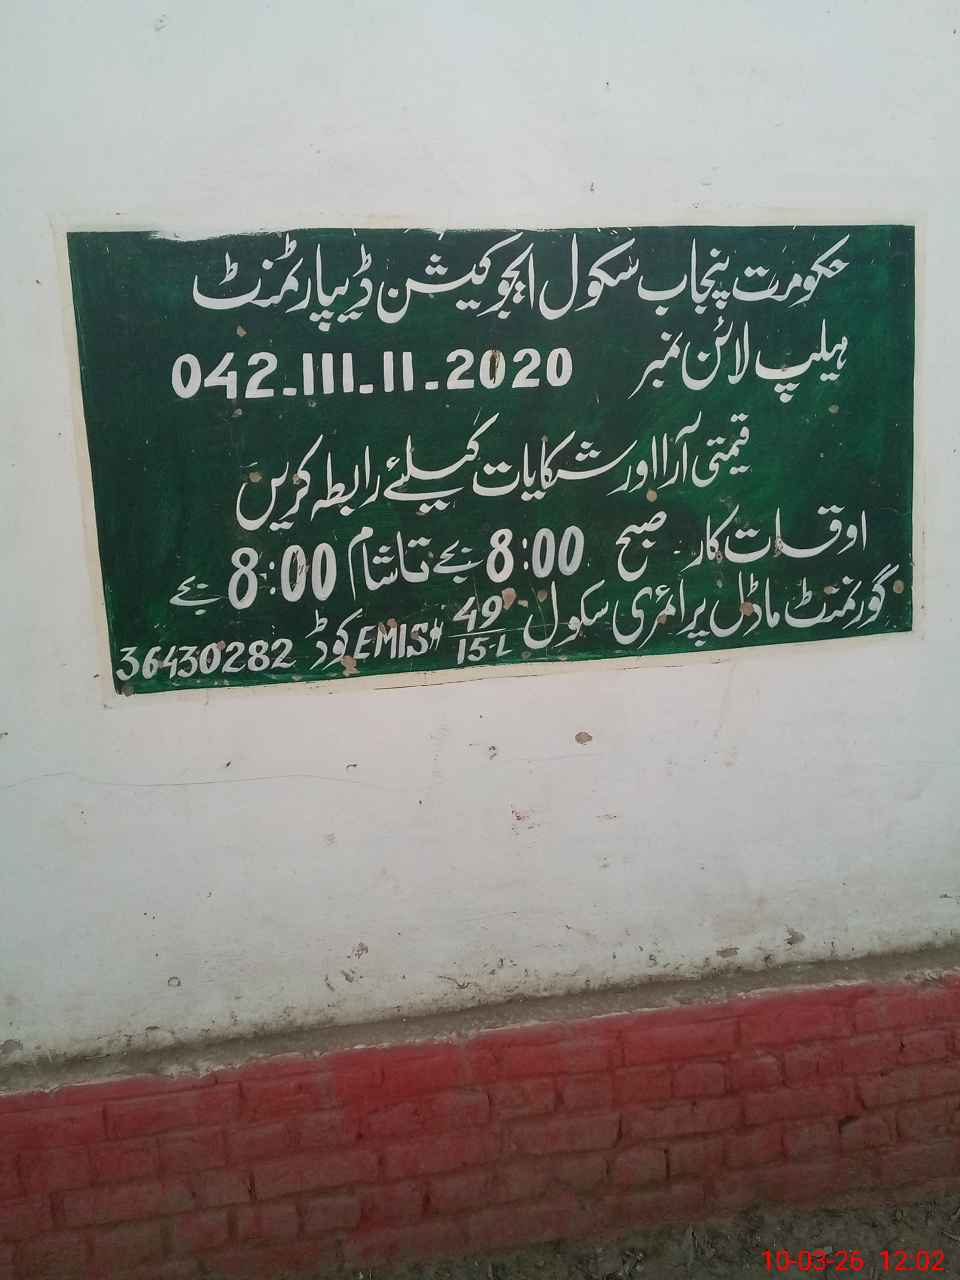 حکومت پنجاب سکول ایجوکیشن ڈیپارٹمنٹ
ہیلپ لائن نمبر 042.111.11.2020
قیمتی آرا اور شکایات کیلئے رابطہ کریں
اوقات کار صبح 8:00 بجے تا شام 8:00 بجے
گورنمنٹ ماڈل پرائمری سکول 49/15-L EMIS# کوڈ 36430282
10-03-26 12:02